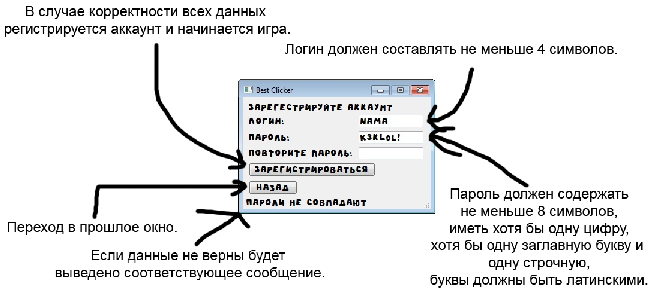 В случае корректности всех данных
регистрируется аккаунт и начинается игра.
Логин должен составлять не меньше 4 символов.
Best Clicker
ЗАРЕГЕСТРИРУЙТЕ АККАУНТ
ЛОГИН: NAMA
ПАРОЛЬ: K3KLOL!
ПОВТОРИТЕ ПАРОЛЬ:
ЗАРЕГИСТРИРОВАТЬСЯ
НАЗАД
ПАРОЛИ НЕ СОВПАДАЮТ
Переход в прошлое окно.
Если данные не верны будет
выведено соответствующее сообщение.
Пароль должен содержать
не меньше 8 символов,
иметь хотя бы одну цифру,
хотя бы одну заглавную букву и
одну строчную,
буквы должны быть латинскими.